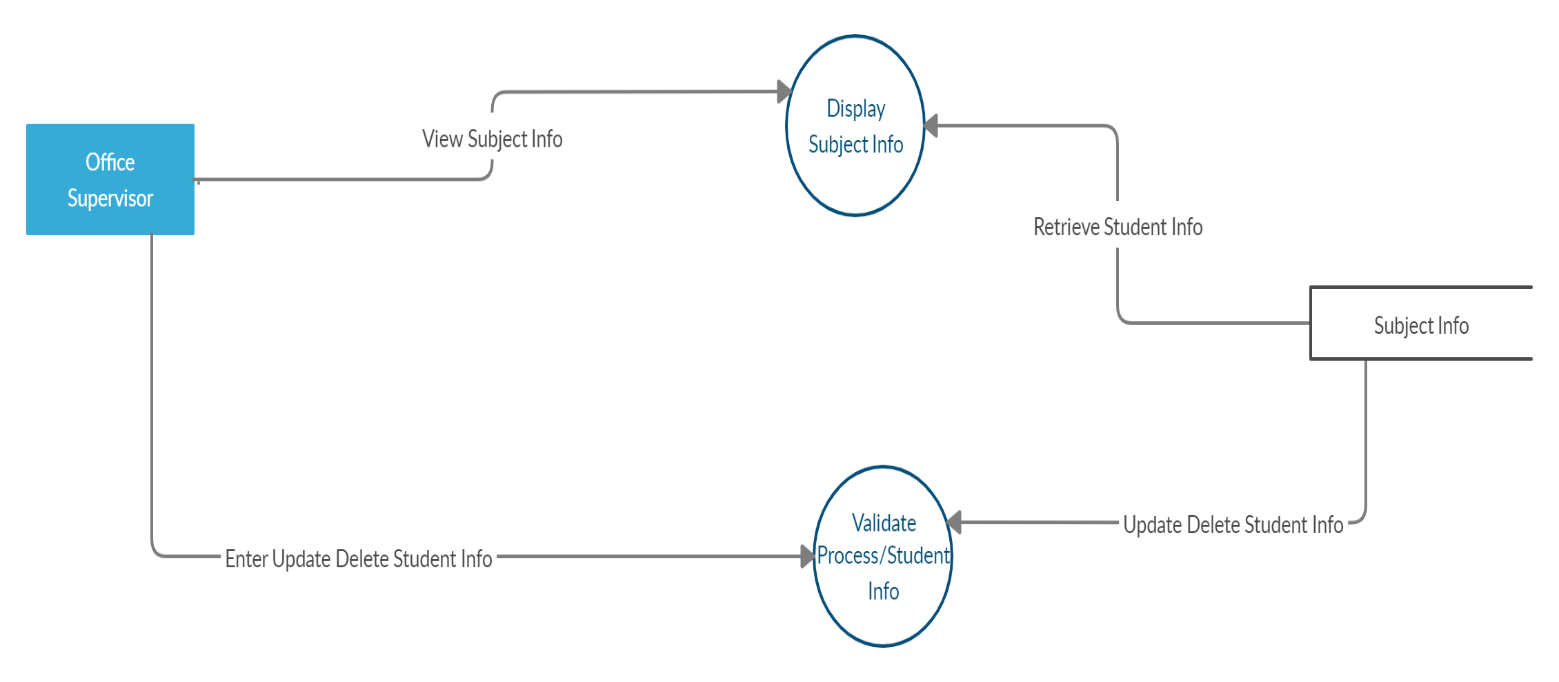 Office
Supervisor
View Subject Info
Display
Subject Info
Retrieve Student Info
Subject Info
Validate
Process/Student
Info
Update Delete Student Info
Enter Update Delete Student Info